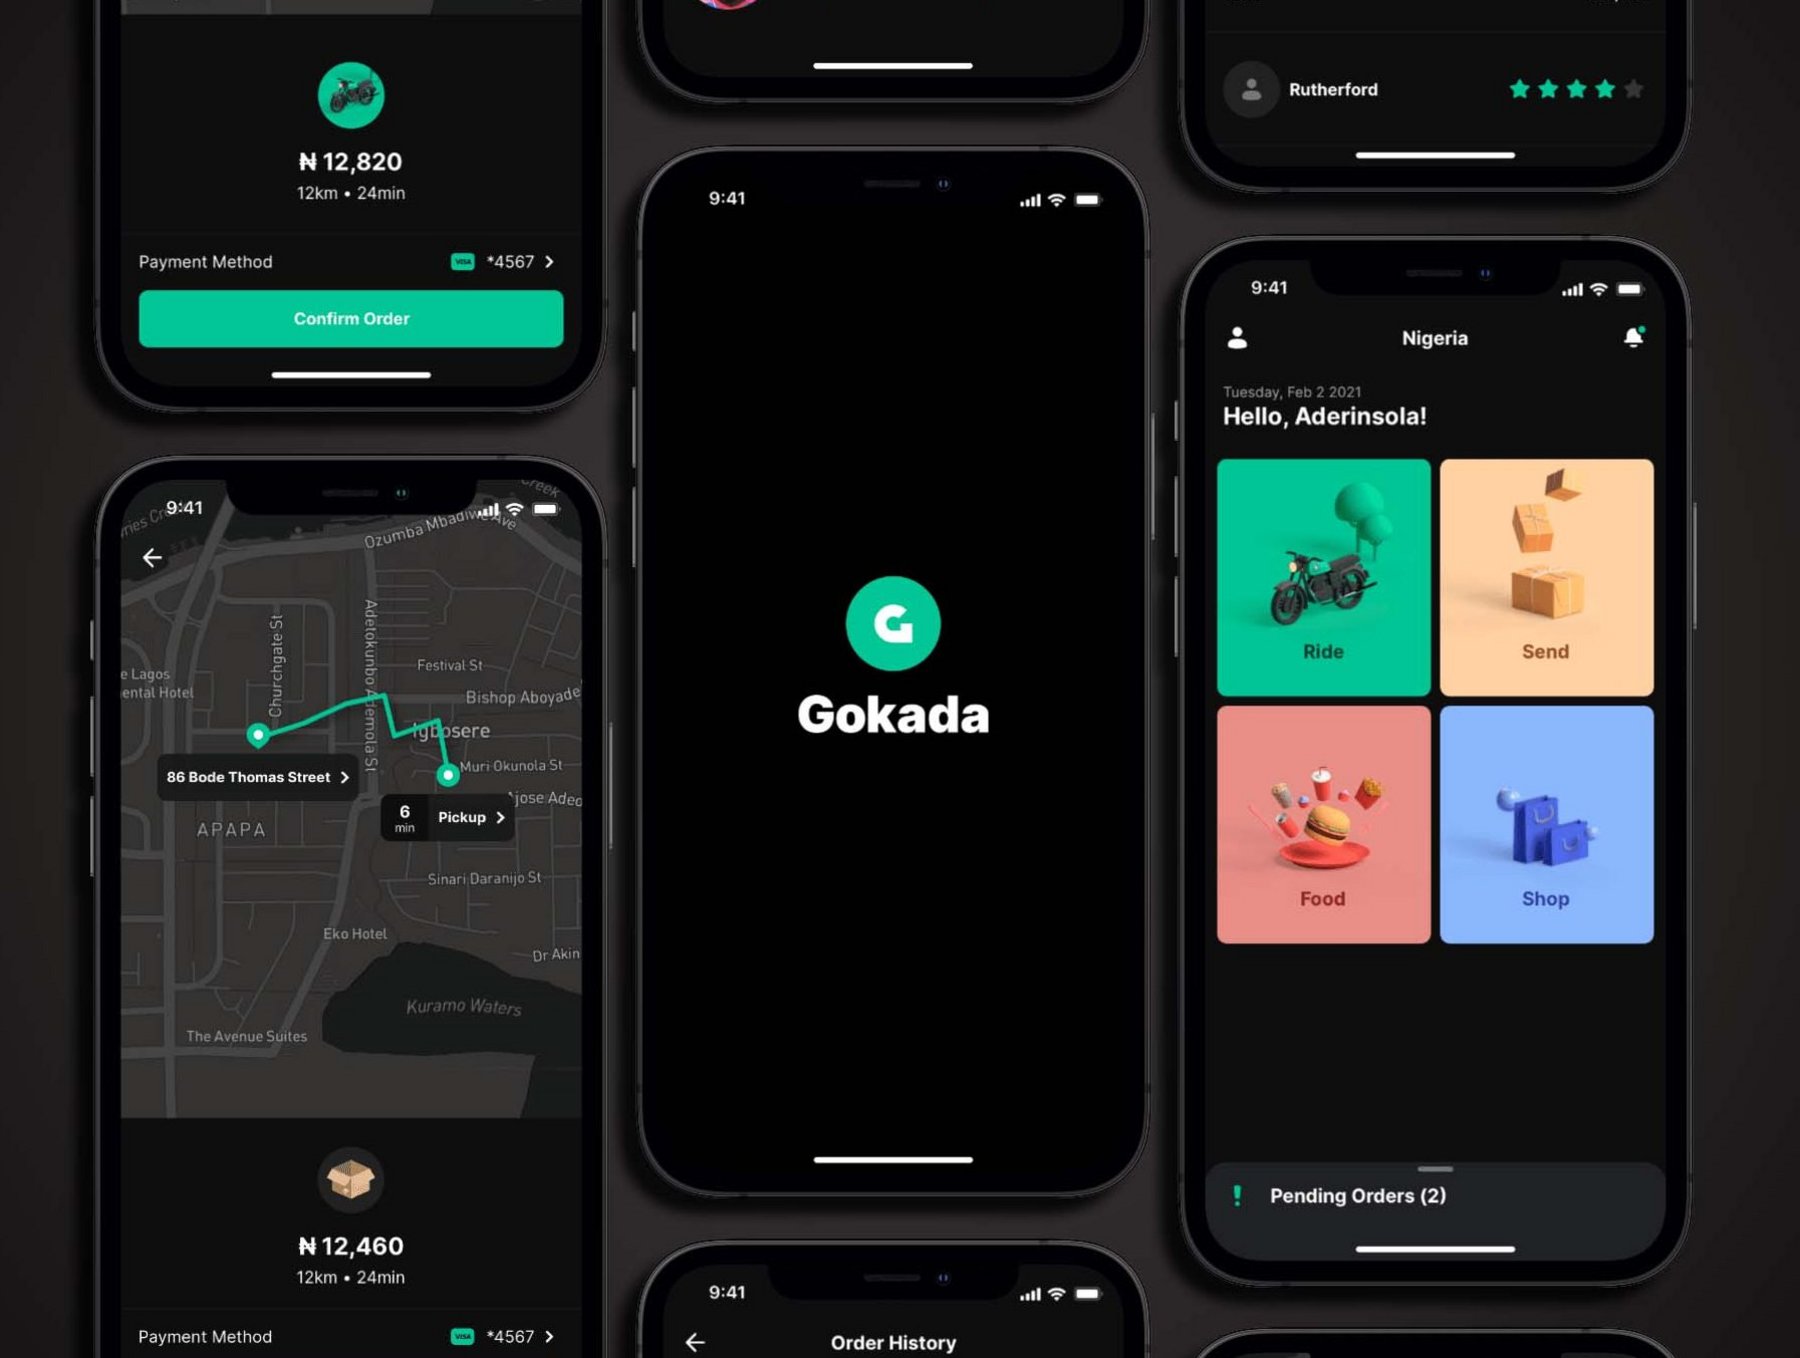 ₦ 12,820
12km • 24min
Payment Method
VISA *4567
Confirm Order
9:41
Creek
Ozumba Mbadiwe Ave
Churchgate St
Adetokunbo Ademola St
Festival St
e Lagos
ental Hotel
Bishop Aboyade
Igbosere
Muri Okunola St
86 Bode Thomas Street
6
min
Pickup
Ajose Adeo
APAPA
Sinari Daranijo St
Eko Hotel
Dr Akin
Kuramo Waters
The Avenue Suites
₦ 12,460
12km • 24min
Payment Method
VISA *4567
9:41
G
Gokada
9:41
Order History
Rutherford
9:41
Nigeria
Tuesday, Feb 2 2021
Hello, Aderinsola!
Ride
Send
Food
Shop
Pending Orders (2)